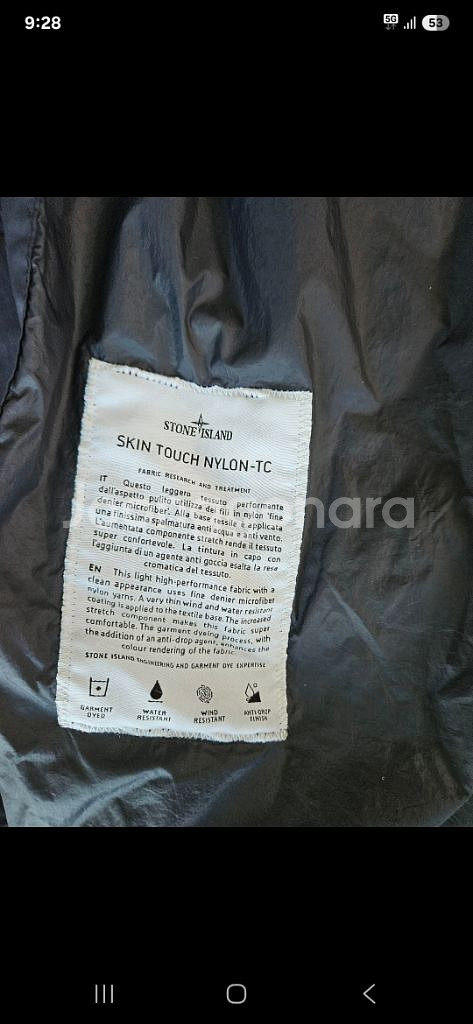 9:28
5G
53
STONE ISLAND
SKIN TOUCH NYLON-TC
FABRIC RESEARCH AND TREATMENT
IT Questo leggero tessuto performante
dall'aspetto pulito utilizza dei fili in nylon 'fine
denier microfiber'. Alla base tessile è applicata
una finissima spalmatura anti acqua e anti vento.
L'aumentata componente stretch rende il tessuto
super confortevole. La tintura in capo con
l'aggiunta di un agente anti goccia esalta la resa
cromatica del tessuto.
EN This light high-performance fabric with a
clean appearance uses fine denier microfiber
nylon yarns. A very thin wind and water resistant
coating is applied to the textile base. The increased
stretch component makes this fabric super
comfortable. The garment dyeing process, with
the addition of an anti-drop agent, enhances the
colour rendering of the fabric.
STONE ISLAND ENGINEERING AND GARMENT DYE EXPERTISE
GARMENT DYED
WATER RESISTANT
WIND RESISTANT
ANTI-DROP FINISH